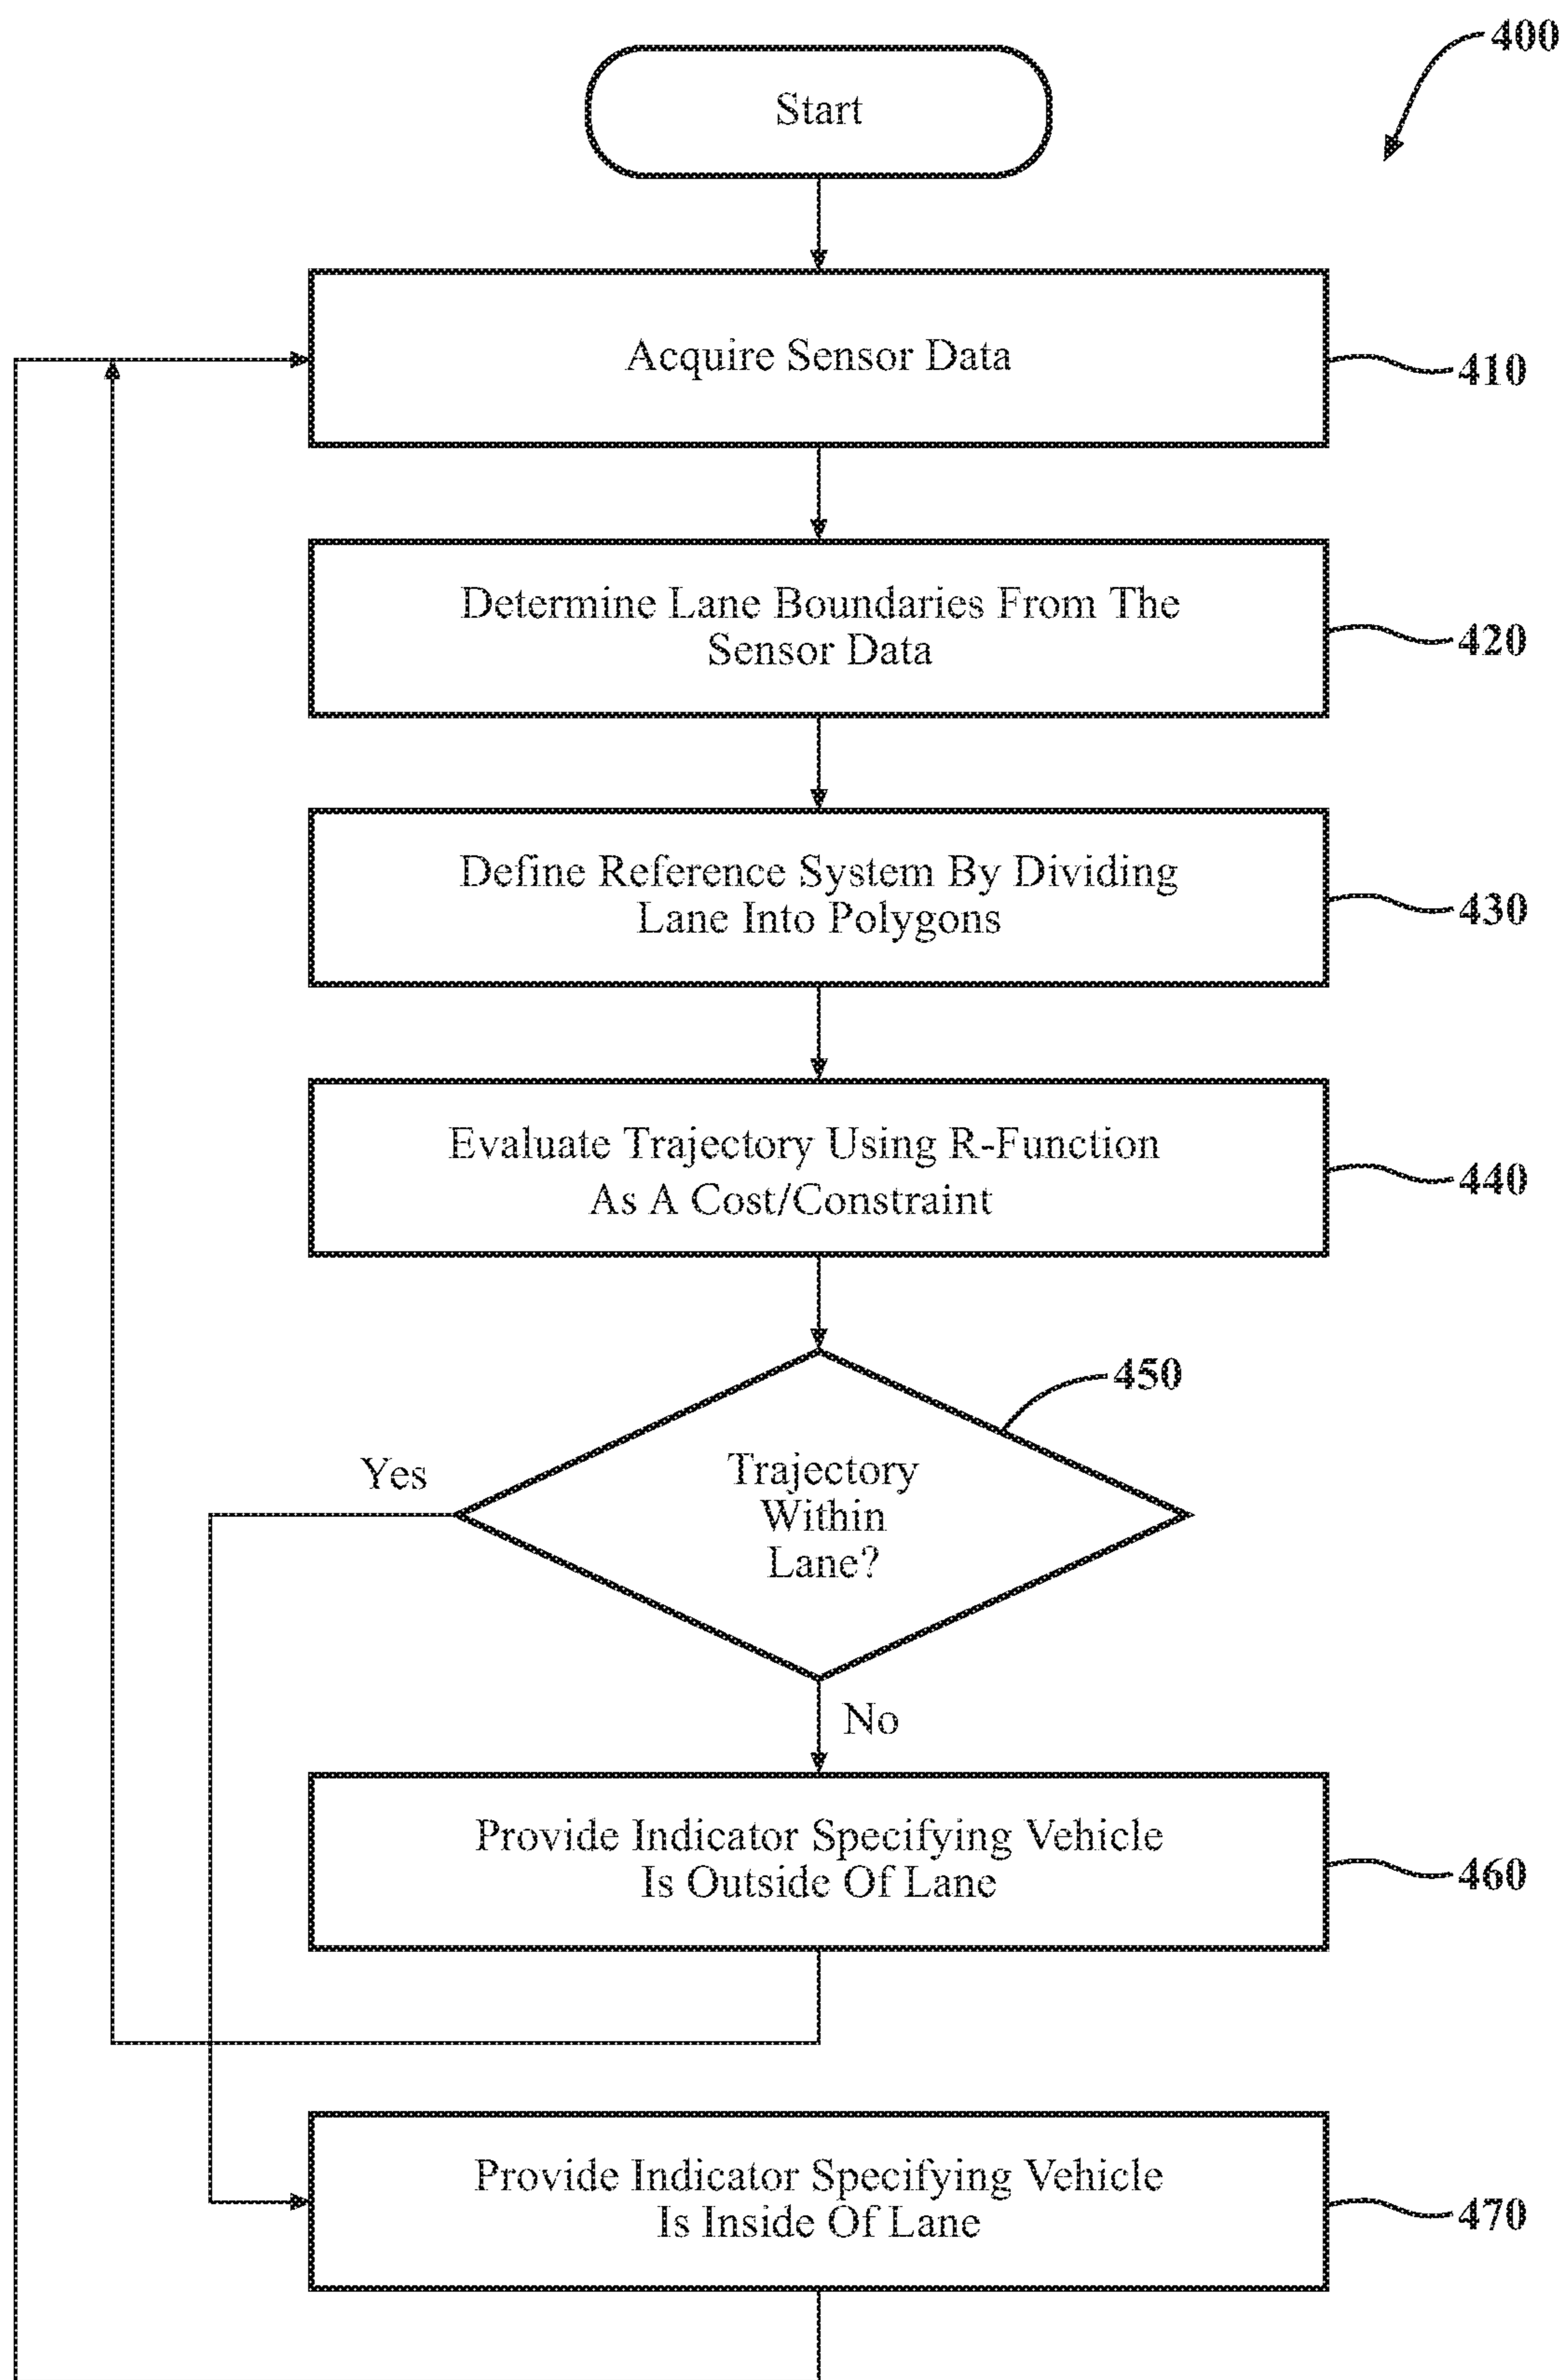 400
Start
Acquire Sensor Data
410
Determine Lane Boundaries From The
Sensor Data
420
Define Reference System By Dividing
Lane Into Polygons
430
Evaluate Trajectory Using R-Function
As A Cost/Constraint
440
450
Yes
Trajectory
Within
Lane?
No
Provide Indicator Specifying Vehicle
Is Outside Of Lane
460
Provide Indicator Specifying Vehicle
Is Inside Of Lane
470